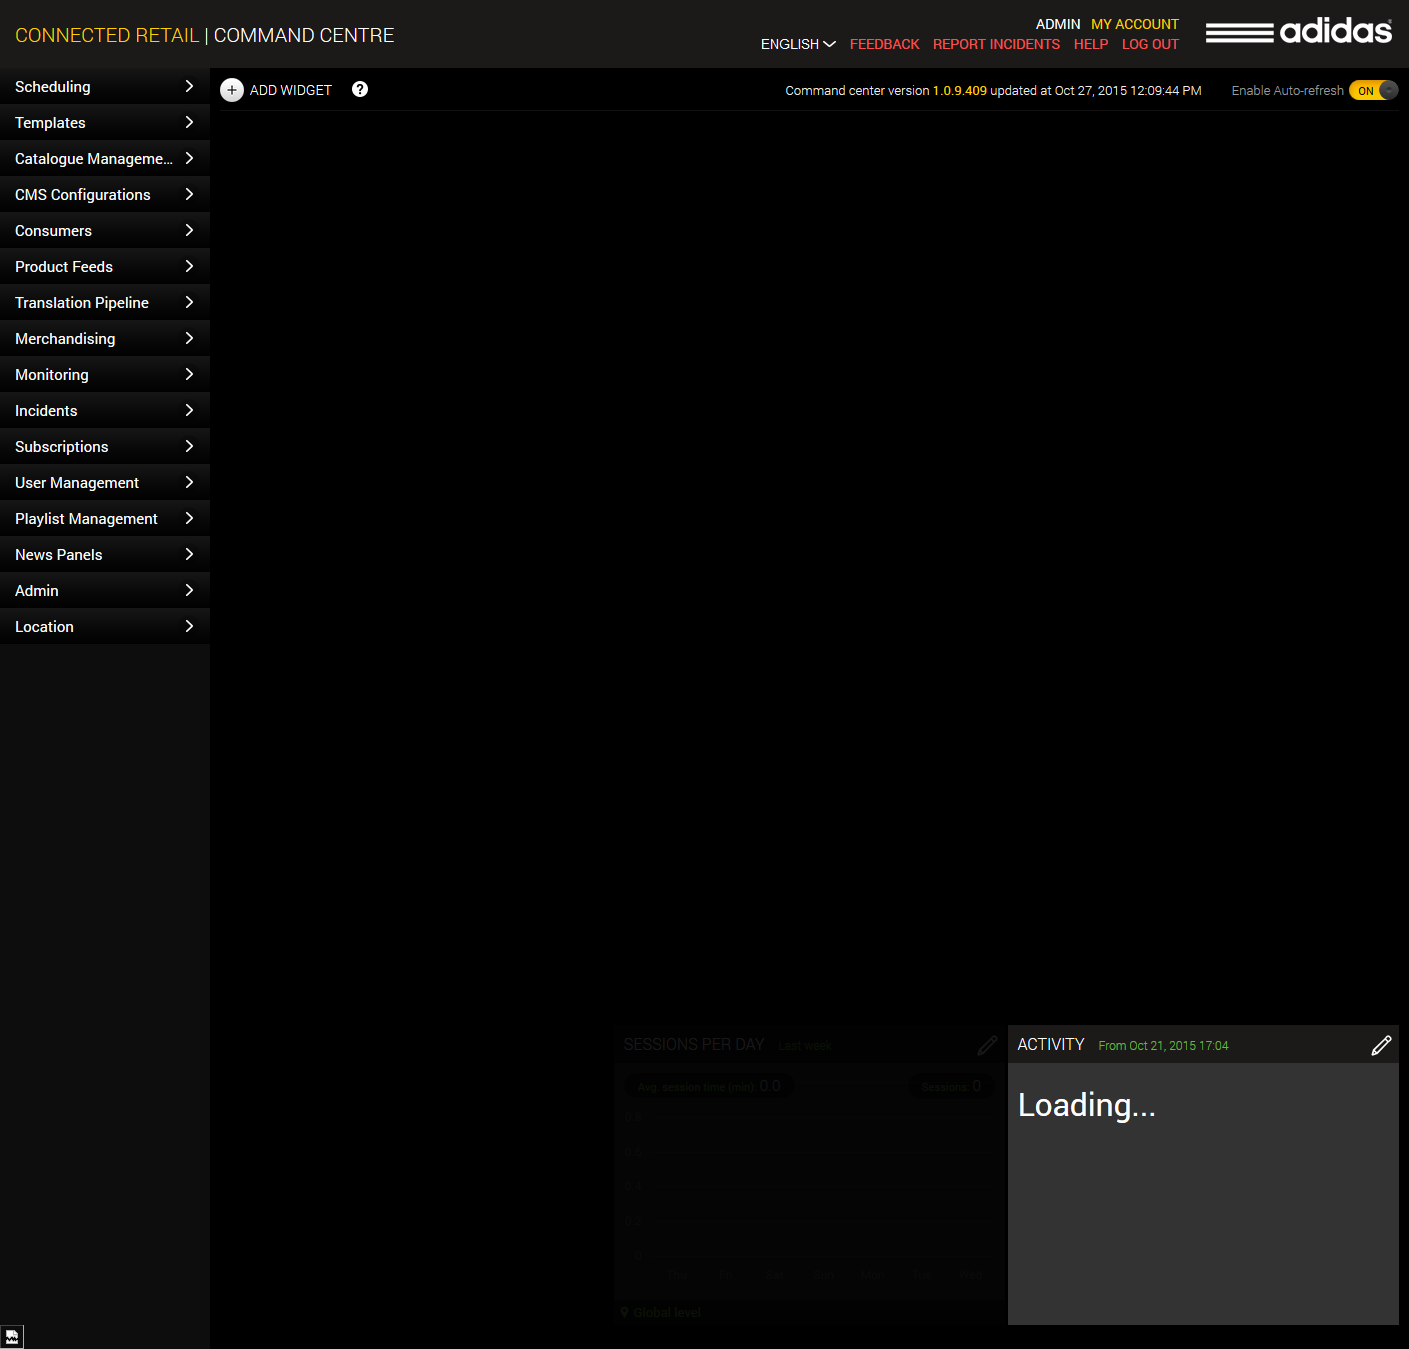 CONNECTED RETAIL | COMMAND CENTRE
ADMIN MY ACCOUNT
ENGLISH FEEDBACK REPORT INCIDENTS HELP LOG OUT
adidas
Scheduling
Templates
Catalogue Manageme...
CMS Configurations
Consumers
Product Feeds
Translation Pipeline
Merchandising
Monitoring
Incidents
Subscriptions
User Management
Playlist Management
News Panels
Admin
Location
+ ADD WIDGET ?
Command center version 1.0.9.409 updated at Oct 27, 2015 12:09:44 PM
Enable Auto-refresh ON
SESSIONS PER DAY Last week
Avg. session time (min) 0.0
Sessions: 0
Global level
ACTIVITY From Oct 21, 2015 17:04
Loading...